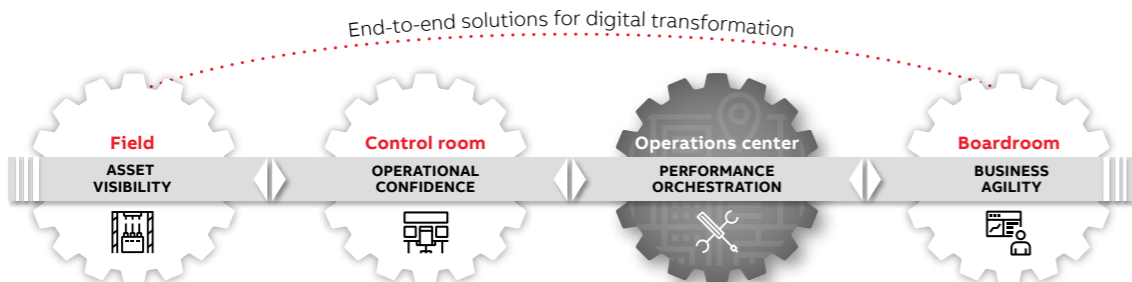 End-to-end solutions for digital transformation
Field
ASSET
VISIBILITY
Control room
OPERATIONAL
CONFIDENCE
Operations center
PERFORMANCE
ORCHESTRATION
Boardroom
BUSINESS
AGILITY